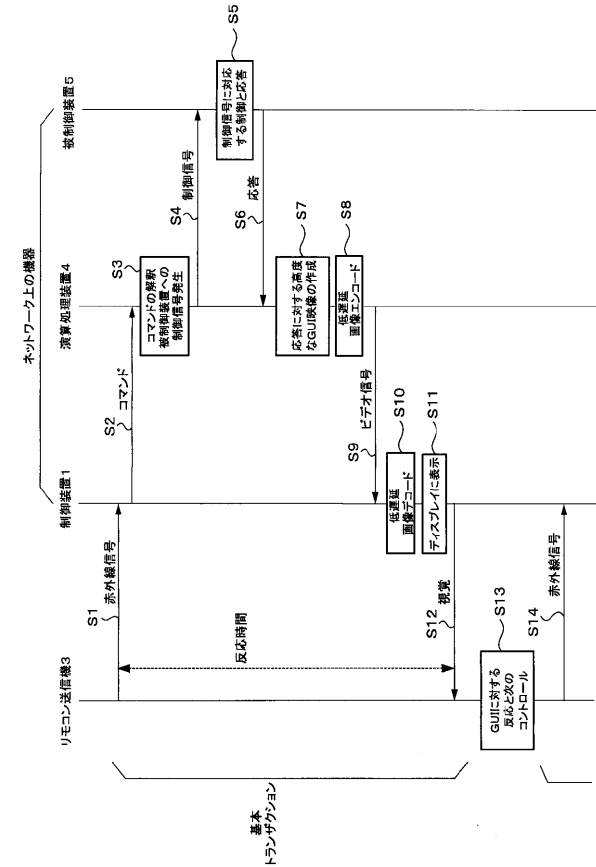 ネットワーク上の機器
リモコン送信機3
制御装置1
演算処理装置4
被制御装置5
S1
赤外線信号
S2
コマンド
S3
コマンドの解釈
被制御装置への
制御信号発生
S4
制御信号
S5
制御信号に対応
する制御と応答
S6
応答
S7
応答に対する高度
なGUI映像の作成
S8
低遅延
画像エンコード
S9
ビデオ信号
S10
低遅延
画像デコード
S11
ディスプレイに表示
S12
視覚
反応時間
S13
GUIに対する
反応と次の
コントロール
S14
赤外線信号
基本
トランザクション